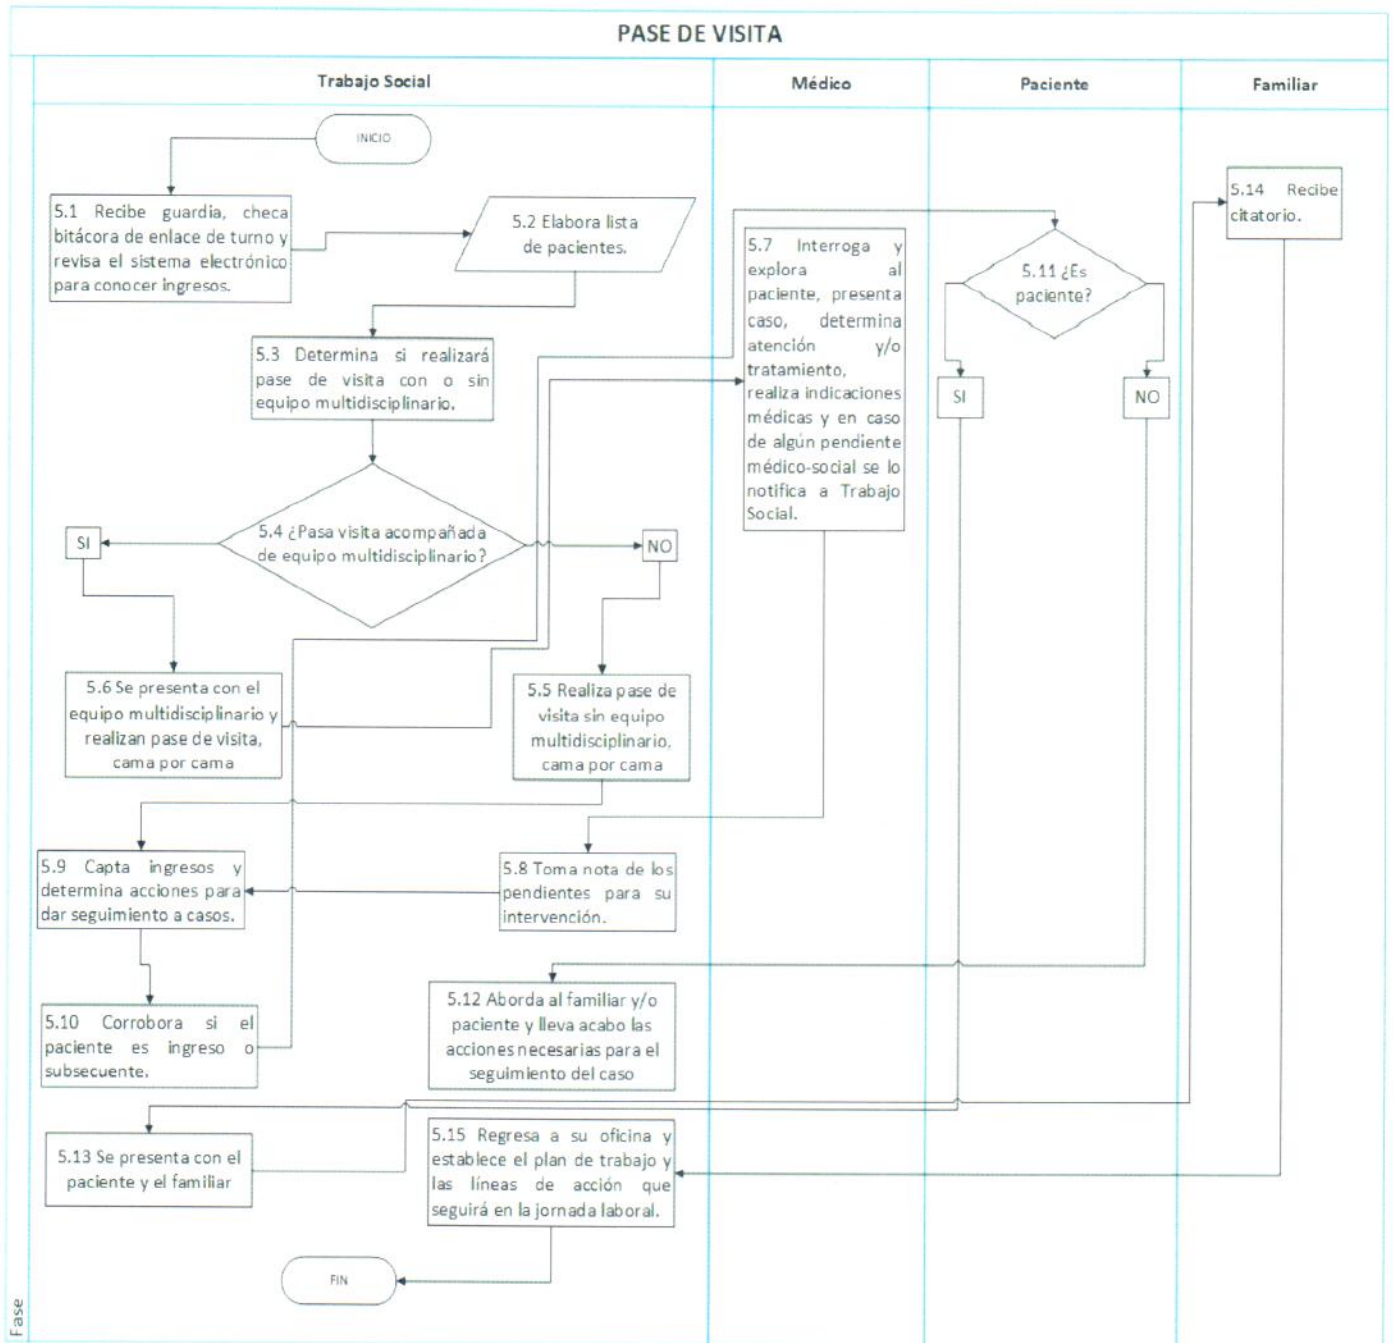 PASE DE VISITA
Trabajo Social
Médico
Paciente
Familiar
INICIO
5.1 Recibe guardia, checa
bitácora de enlace de turno y
revisa el sistema electrónico
para conocer ingresos.
5.2 Elabora lista
de pacientes.
5.3 Determina si realizará
pase de visita con o sin
equipo multidisciplinario.
5.4 ¿Pasa visita acompañada
de equipo multidisciplinario?
SI
NO
5.6 Se presenta con el
equipo multidisciplinario y
realizan pase de visita,
cama por cama
5.5 Realiza pase de
visita sin equipo
multidisciplinario,
cama por cama
5.7 Interroga y
explora al
paciente, presenta
caso, determina
atención y/o
tratamiento,
realiza indicaciones
médicas y en caso
de algún pendiente
médico-social se lo
notifica a Trabajo
Social.
5.8 Toma nota de los
pendientes para su
intervención.
5.9 Capta ingresos y
determina acciones para
dar seguimiento a casos.
5.10 Corrobora si el
paciente es ingreso o
subsecuente.
5.11 ¿Es
paciente?
SI
NO
5.12 Aborda al familiar y/o
paciente y lleva acabo las
acciones necesarias para el
seguimiento del caso
5.13 Se presenta con el
paciente y el familiar
5.14 Recibe
citatorio.
5.15 Regresa a su oficina y
establece el plan de trabajo y
las líneas de acción que
seguirá en la jornada laboral.
FIN
Fase